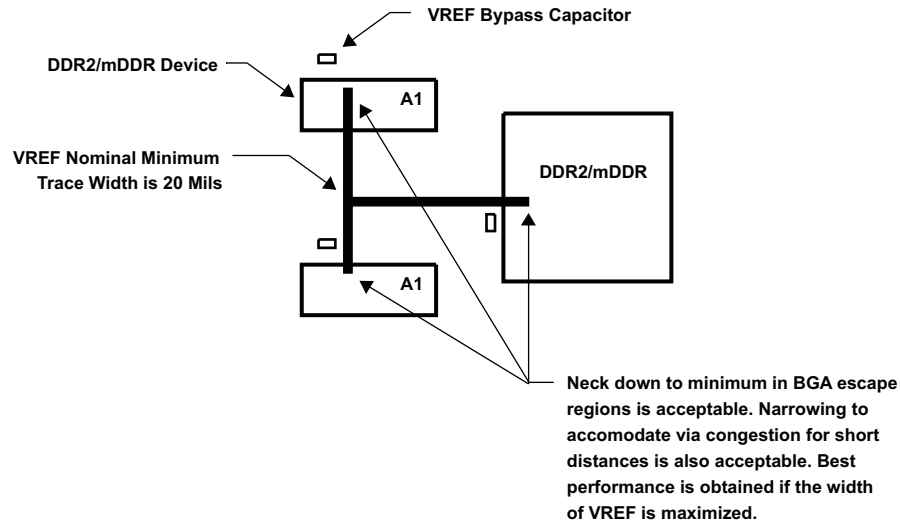 VREF Bypass Capacitor
DDR2/mDDR Device
A1
VREF Nominal Minimum
Trace Width is 20 Mils
DDR2/mDDR
A1
Neck down to minimum in BGA escape
regions is acceptable. Narrowing to
accomodate via congestion for short
distances is also acceptable. Best
performance is obtained if the width
of VREF is maximized.